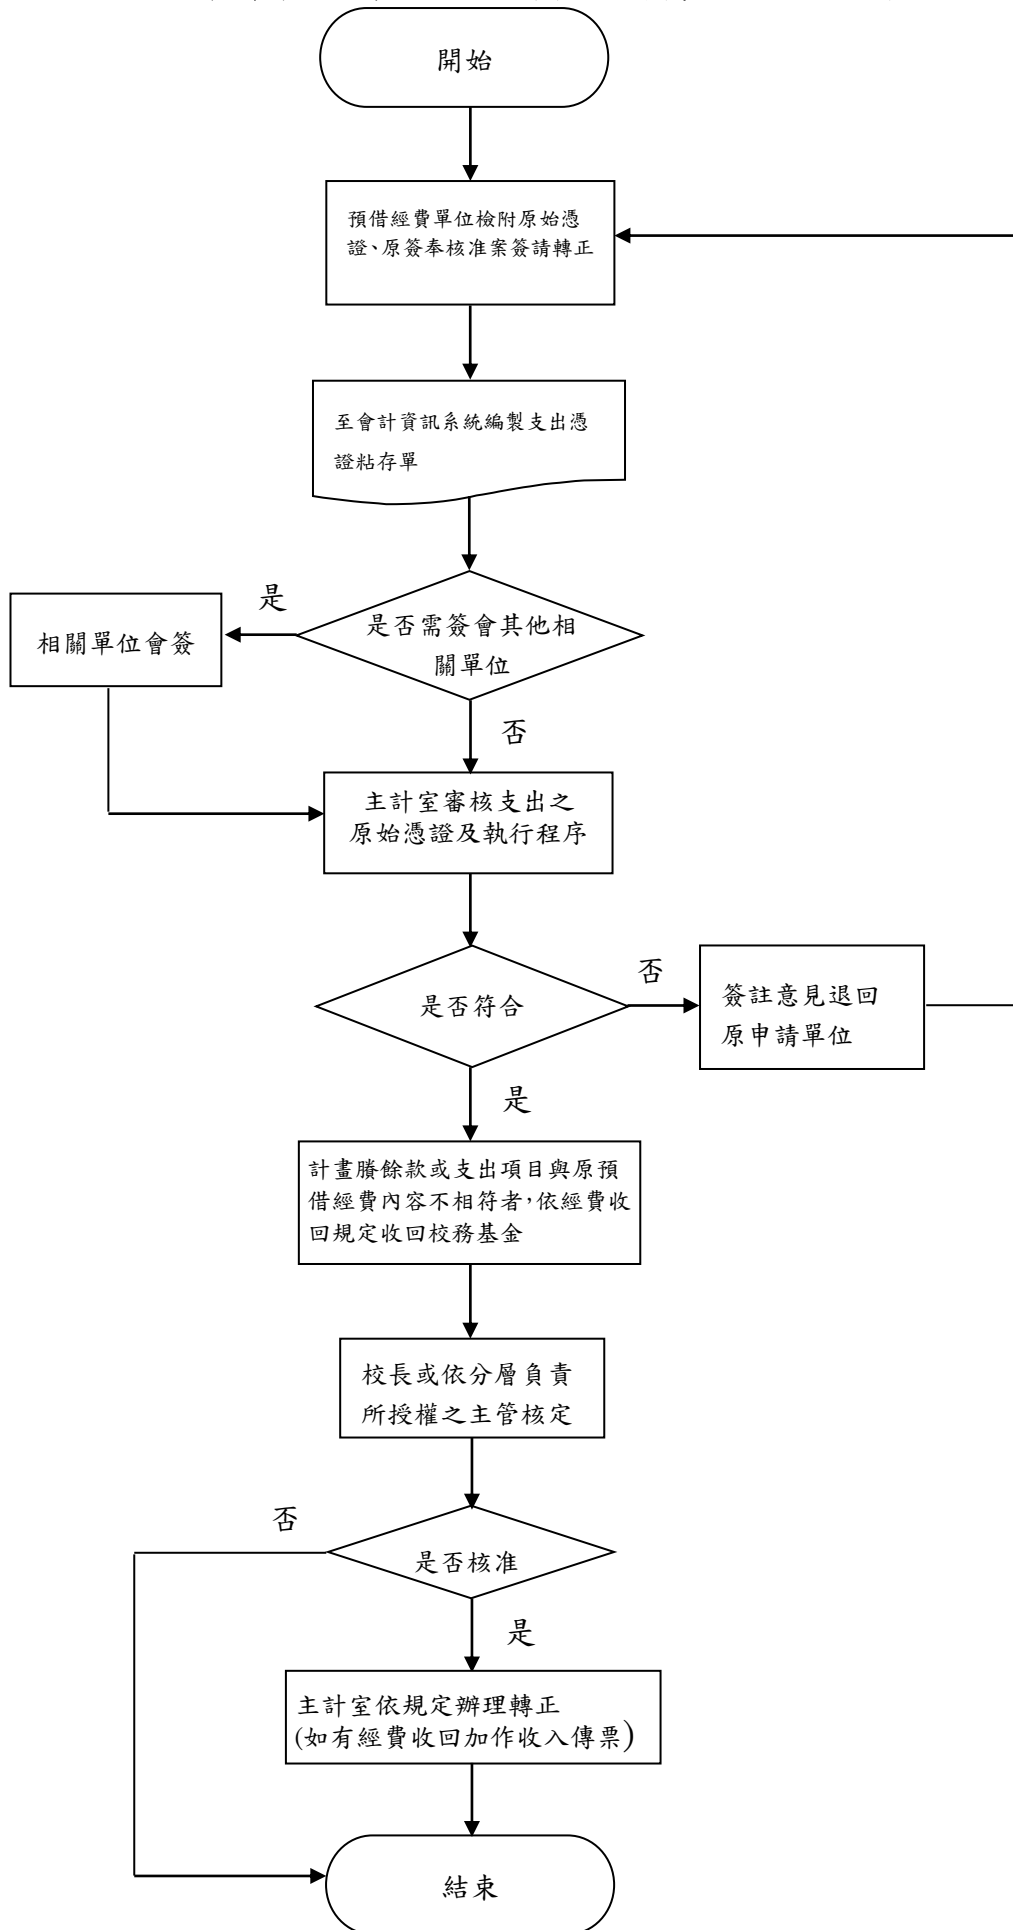 開始
預借經費單位檢附原始憑
證、原簽奉核准案簽請轉正
至會計資訊系統編製支出憑
證粘存單
是
是否需簽會其他相
關單位
相關單位會簽
否
主計室審核支出之
原始憑證及執行程序
是否符合
否
簽註意見退回
原申請單位
是
計畫賸餘款或支出項目與原預
借經費內容不相符者,依經費收
回規定收回校務基金
校長或依分層負責
所授權之主管核定
否
是否核准
是
主計室依規定辦理轉正
(如有經費收回加作收入傳票)
結束